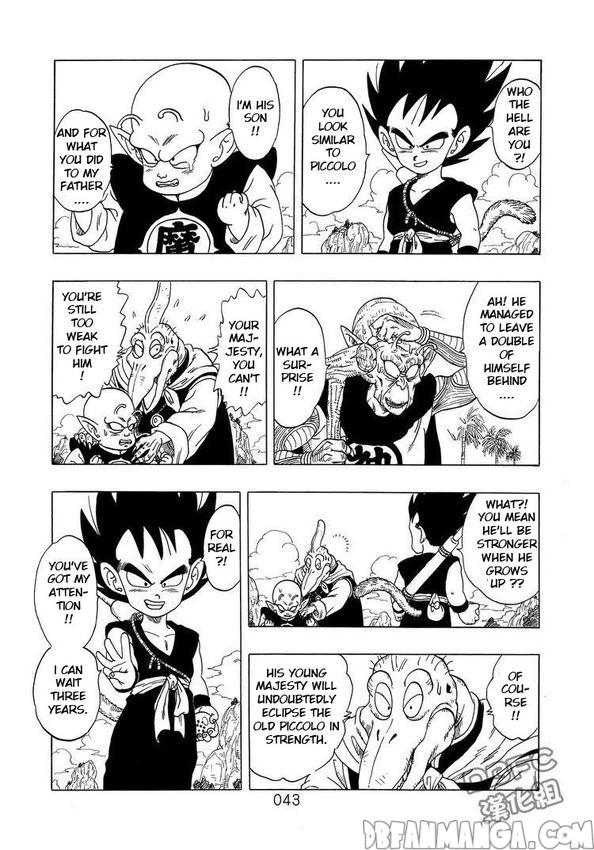 WHO
THE
HELL
ARE
YOU
?!
YOU
LOOK
SIMILAR
TO
PICCOLO
....
I'M HIS
SON
!!
AND FOR
WHAT
YOU DID
TO MY
FATHER
....
魔
AH! HE
MANAGED
TO LEAVE
A DOUBLE
OF
HIMSELF
BEHIND
....
WHAT A
SUR-
PRISE !!
YOUR
MAJ-
JESTY,
YOU
CAN'T !!
YOU'RE
STILL
TOO
WEAK
TO FIGHT
HIM !
WHAT?!
YOU MEAN
HE'LL BE
STRONGER
WHEN HE
GROWS
UP ??
OF
COU-
RSE !!
HIS YOUNG
MAJESTY WILL
UNDOUBTEDLY
ECLIPSE THE
OLD PICCOLO IN
STRENGTH.
FOR
REAL
?!
YOU'VE
GOT MY
ATTEN-
TION
!!
I CAN
WAIT
THREE
YEARS.
043
DBFC
漢化組
DBFANMANGA.COM